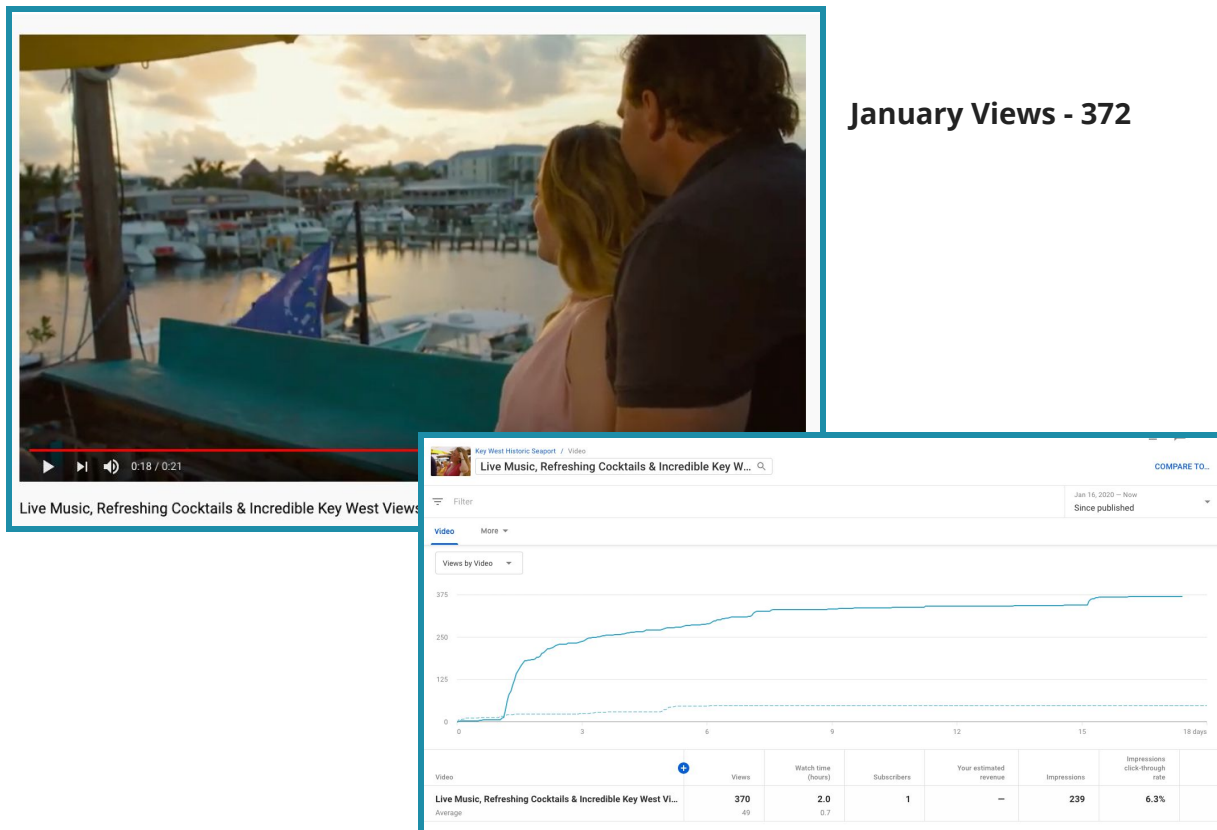 January Views - 372
0:18 / 0:21
Live Music, Refreshing Cocktails & Incredible Key West Views
Key West Historic Seaport / Video
Live Music, Refreshing Cocktails & Incredible Key W...
COMPARE TO...
Filter
Jan 16, 2020 – Now
Since published
Video More
Views by Video
375
250
125
0
0 3 6 9 12 15 18 days
Video Views Watch time (hours) Subscribers Your estimated revenue Impressions Impressions click-through rate
Live Music, Refreshing Cocktails & Incredible Key West Vi... 370 2.0 1 – 239 6.3%
Average 49 0.7